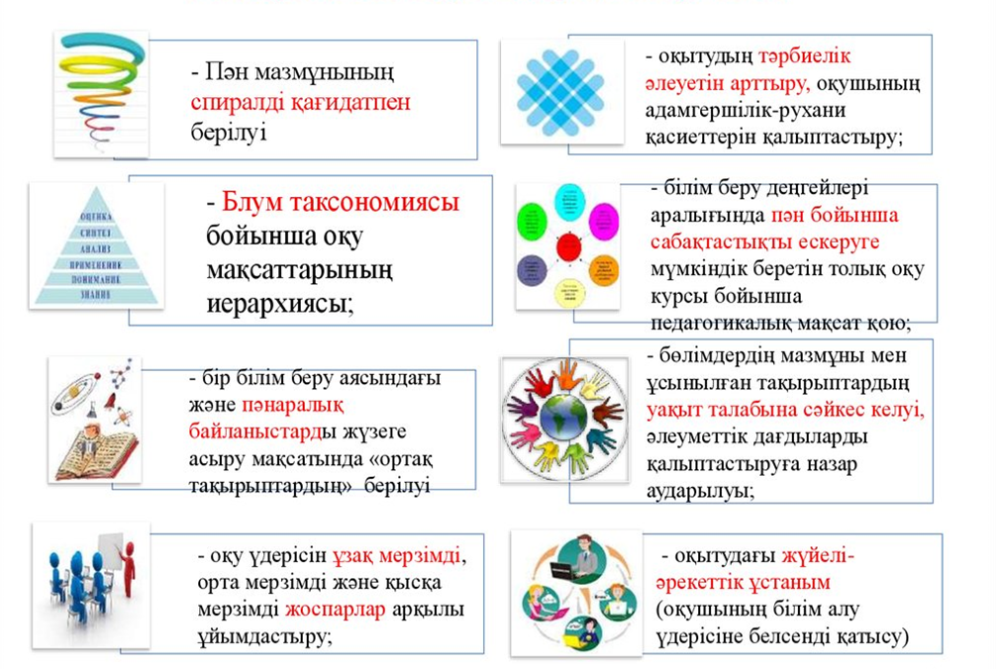 - Пән мазмұнының
спиралді қағидатпен
берілуі
- оқытудың тәрбиелік
әлеуетін арттыру, оқушының
адамгершілік-рухани
қасиеттерін қалыптастыру;
ОЦЕНКА
СИНТЕЗ
АНАЛИЗ
ПРИМЕНЕНИЕ
ПОНИМАНИЕ
ЗНАНИЕ
- Блум таксономиясы
бойынша оқу
мақсаттарының
иерархиясы;
- білім беру деңгейлері
аралығында пән бойынша
сабақтастықты ескеруге
мүмкіндік беретін толық оқу
курсы бойынша
педагогикалық мақсат қою;
- бір білім беру аясындағы
және пәнаралық
байланыстарды жүзеге
асыру мақсатында «ортақ
тақырыптардың» берілуі
- бөлімдердің мазмұны мен
ұсынылған тақырыптардың
уақыт талабына сәйкес келуі,
әлеуметтік дағдыларды
қалыптастыруға назар
аударылуы;
- оқу үдерісін ұзақ мерзімді,
орта мерзімді және қысқа
мерзімді жоспарлар арқылы
ұйымдастыру;
- оқытудағы жүйелі-
әрекеттік ұстаным
(оқушының білім алу
үдерісіне белсенді қатысу)